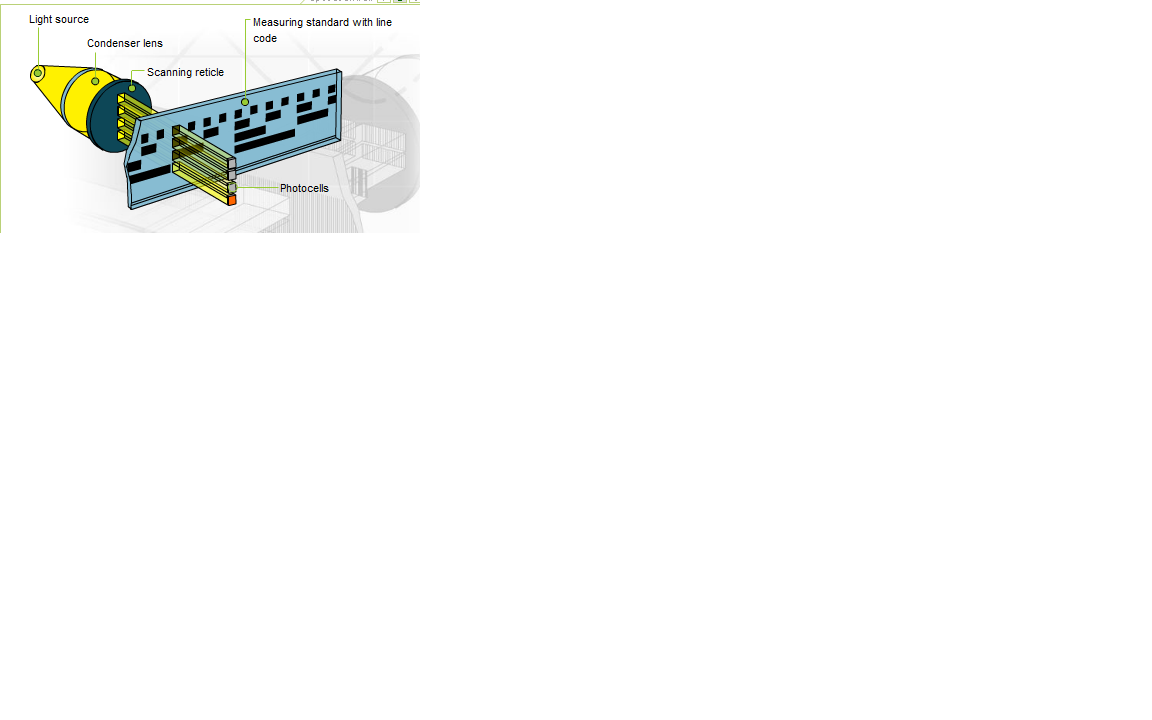 Light source
Measuring standard with line
code
Condenser lens
Scanning reticle
Photocells